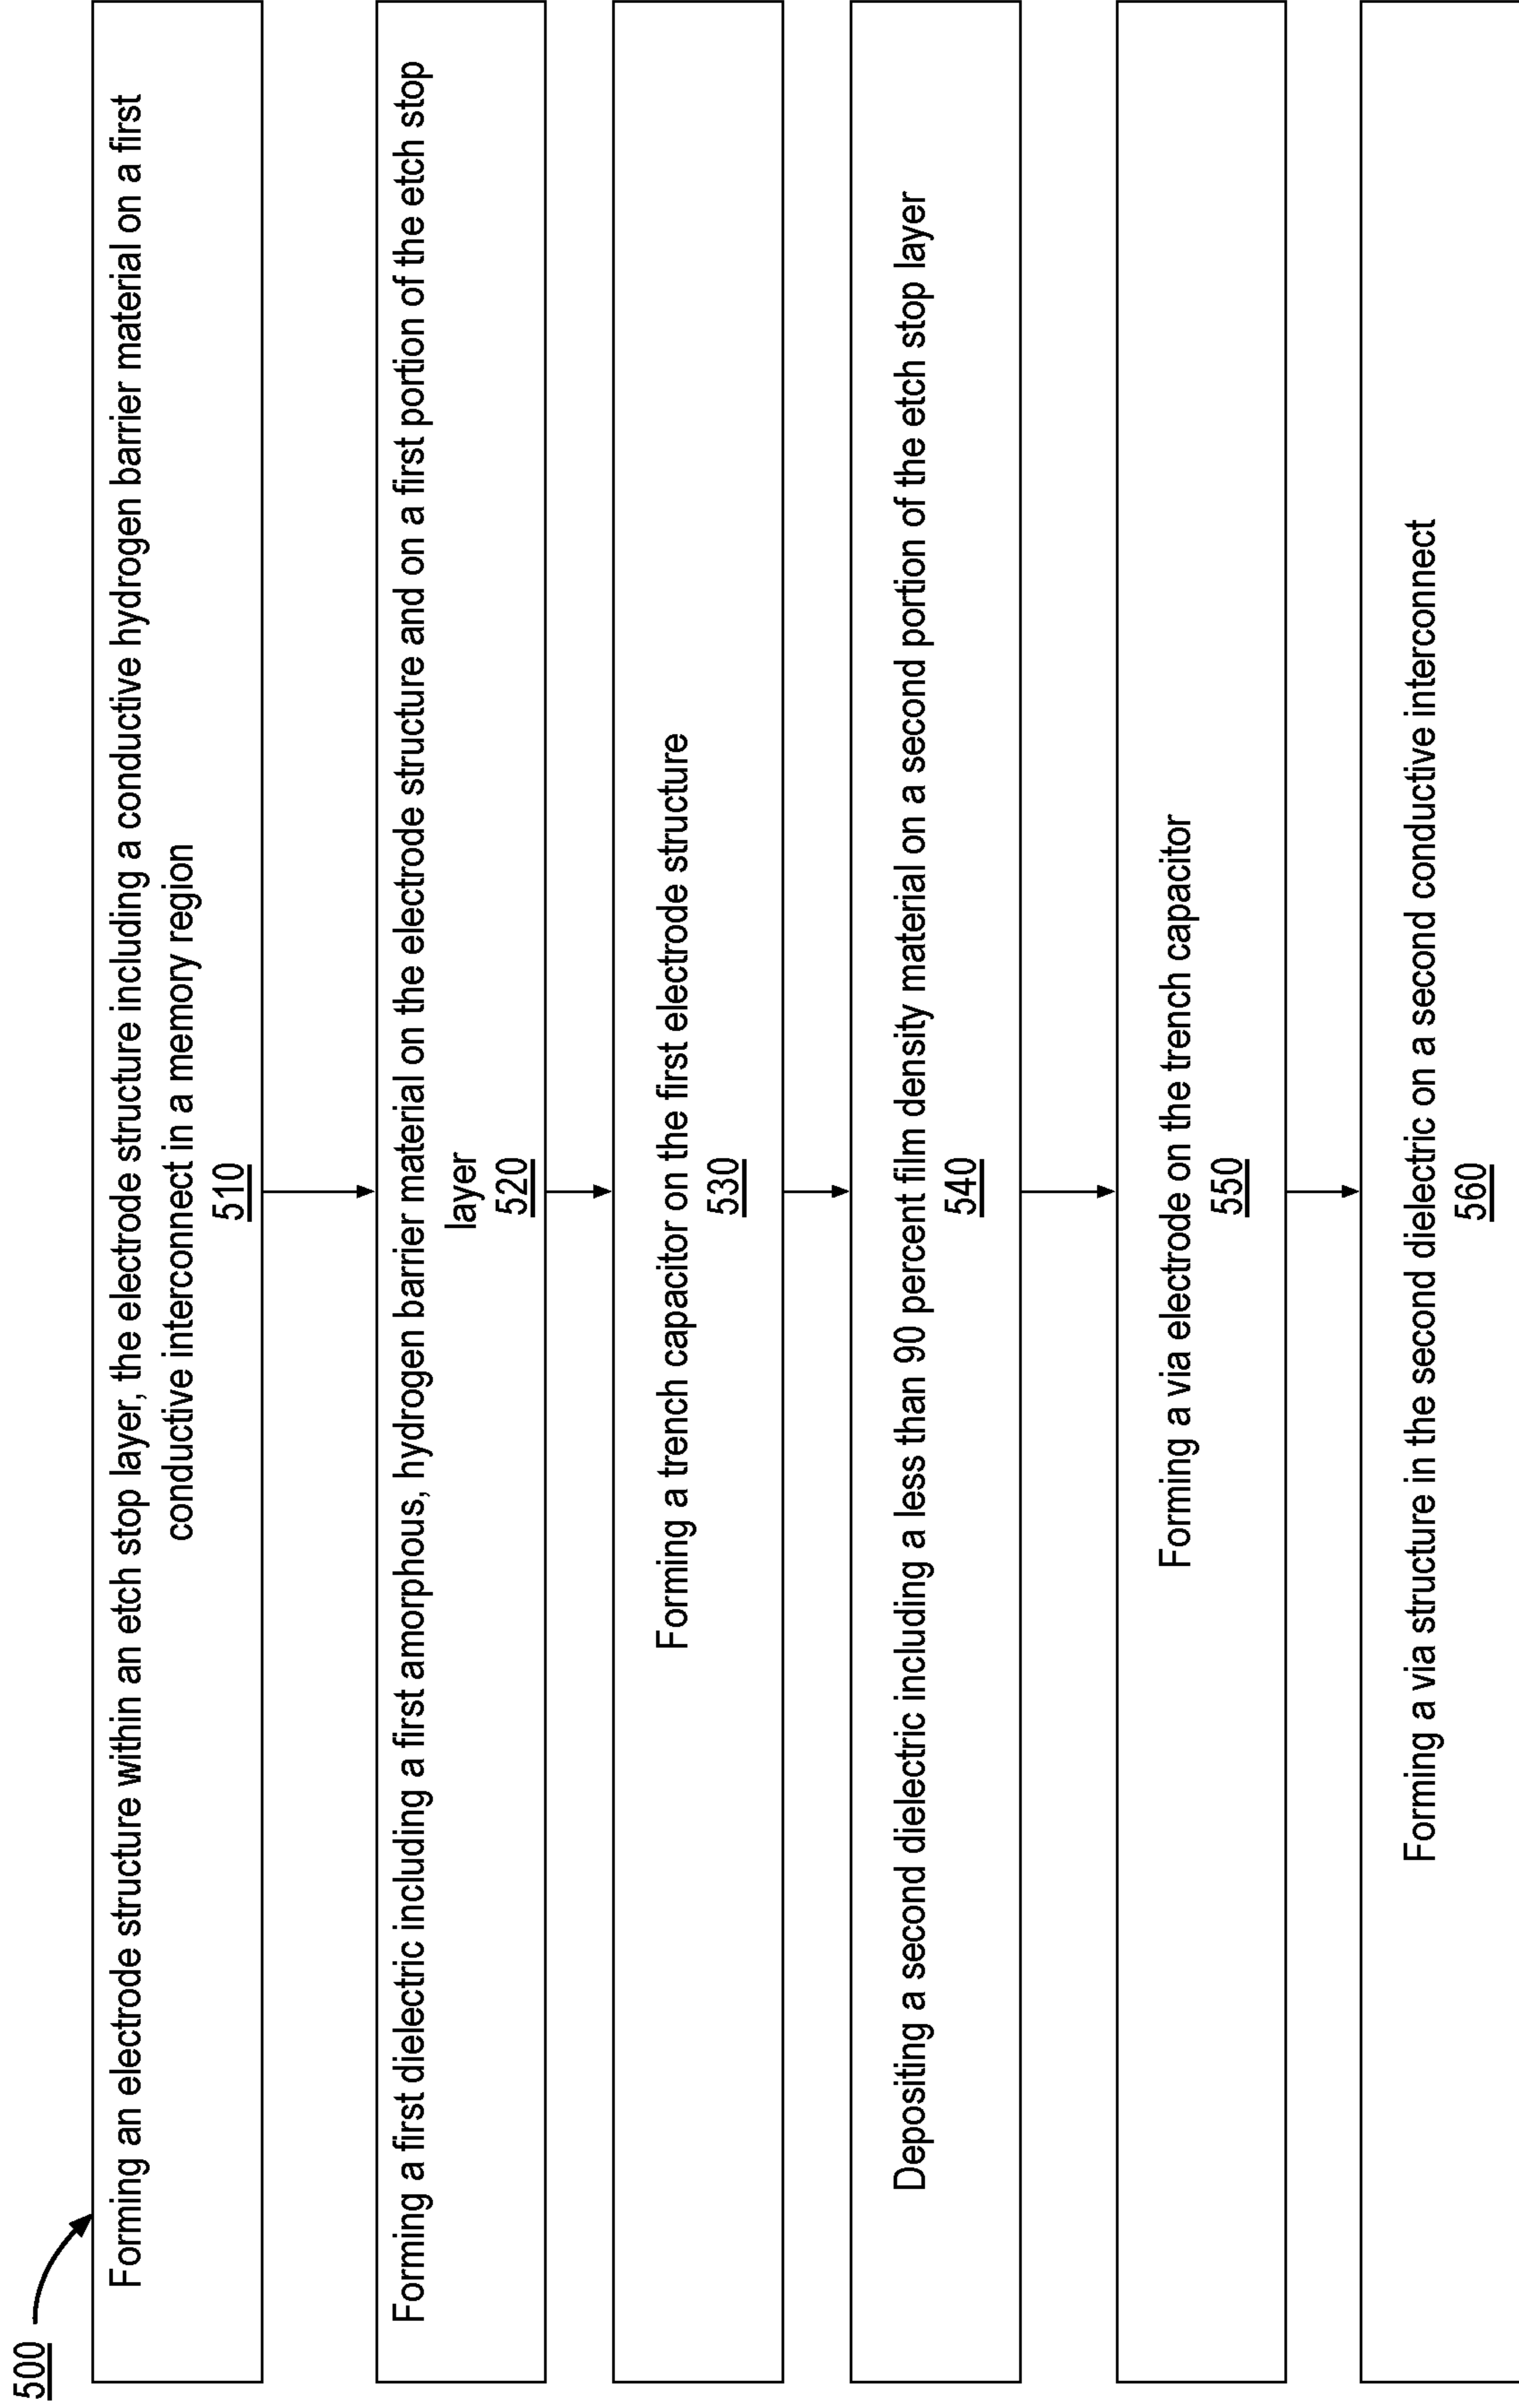 500
Forming an electrode structure within an etch stop layer, the electrode structure including a conductive hydrogen barrier material on a first
conductive interconnect in a memory region
510
Forming a first dielectric including a first amorphous, hydrogen barrier material on the electrode structure and on a first portion of the etch stop
layer
520
Forming a trench capacitor on the first electrode structure
530
Depositing a second dielectric including a less than 90 percent film density material on a second portion of the etch stop layer
540
Forming a via electrode on the trench capacitor
550
Forming a via structure in the second dielectric on a second conductive interconnect
560